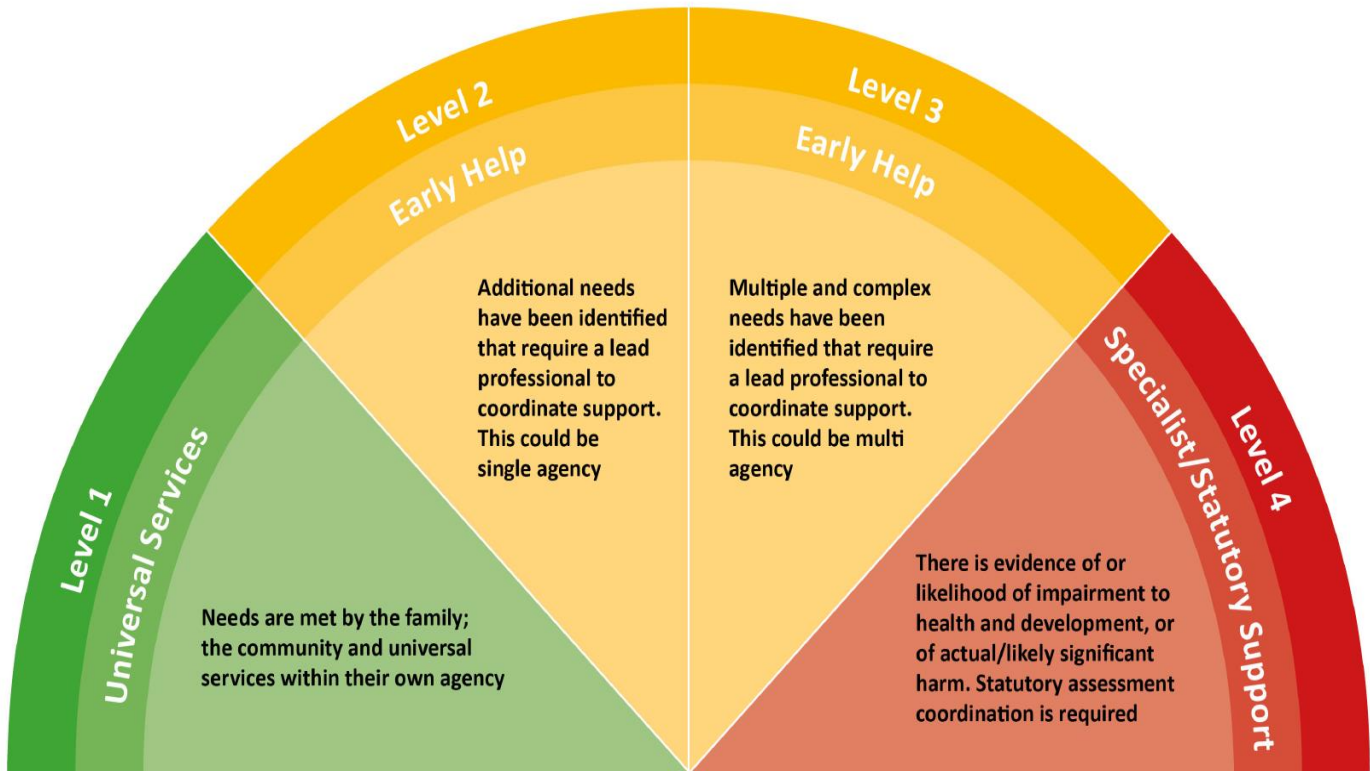 Level 1
Universal Services
Needs are met by the family;
the community and universal
services within their own agency
Level 2
Early Help
Additional needs
have been identified
that require a lead
professional to
coordinate support.
This could be
single agency
Level 3
Early Help
Multiple and complex
needs have been
identified that require
a lead professional to
coordinate support.
This could be multi
agency
Level 4
Specialist/Statutory Support
There is evidence of or
likelihood of impairment to
health and development, or
of actual/likely significant
harm. Statutory assessment
coordination is required